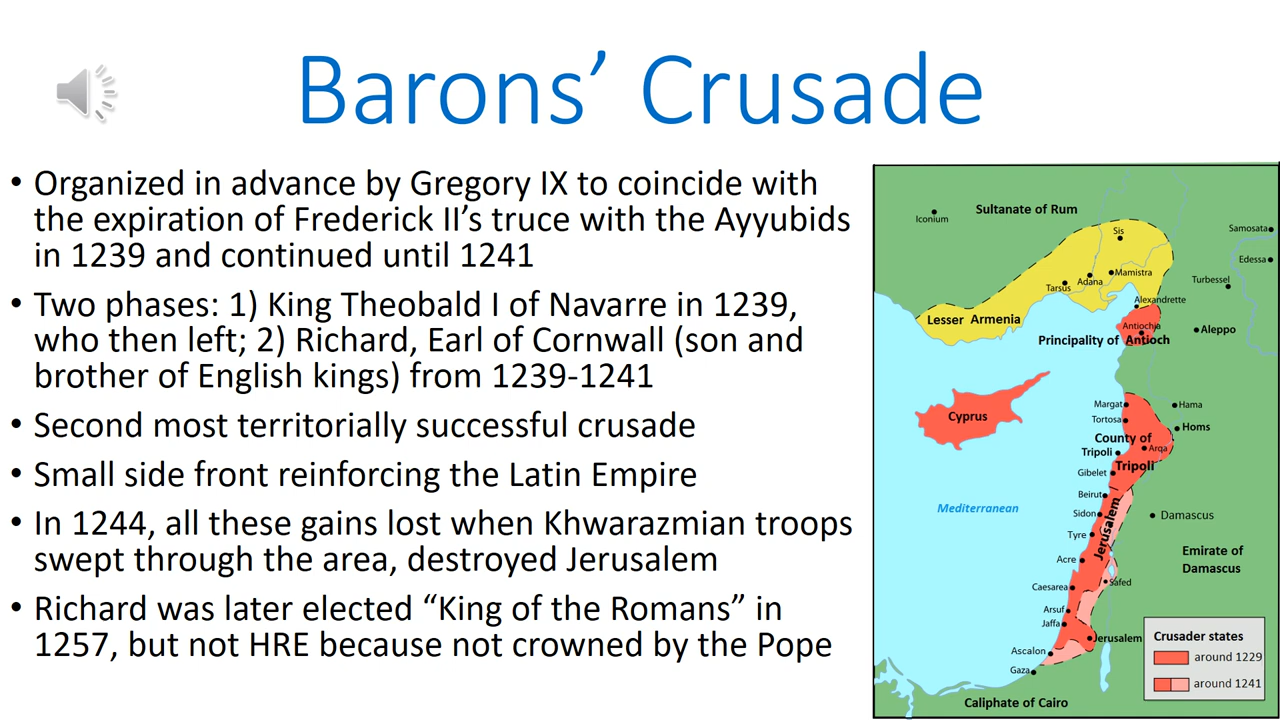 Barons’ Crusade
• Organized in advance by Gregory IX to coincide with
the expiration of Frederick II’s truce with the Ayyubids
in 1239 and continued until 1241
• Two phases: 1) King Theobald I of Navarre in 1239,
who then left; 2) Richard, Earl of Cornwall (son and
brother of English kings) from 1239-1241
• Second most territorially successful crusade
• Small side front reinforcing the Latin Empire
• In 1244, all these gains lost when Khwarazmian troops
swept through the area, destroyed Jerusalem
• Richard was later elected “King of the Romans” in
1257, but not HRE because not crowned by the Pope
Iconium
Sultanate of Rum
Sis
Samosata
Edessa
Mamistra
Adana
Tarsus
Turbessel
Alexandrette
Lesser Armenia
Antiochia
Aleppo
Principality of Antioch
Margat
Hama
Cyprus
Tortosa
Homs
County of
Tripoli
Arqa
Tripoli
Gibelet
Beirut
Mediterranean
Sidon
Jerusalem
Damascus
Tyre
Emirate of
Damascus
Acre
Safed
Caesarea
Arsuf
Jaffa
Jerusalem
Crusader states
Ascalon
around 1229
Gaza
around 1241
Caliphate of Cairo